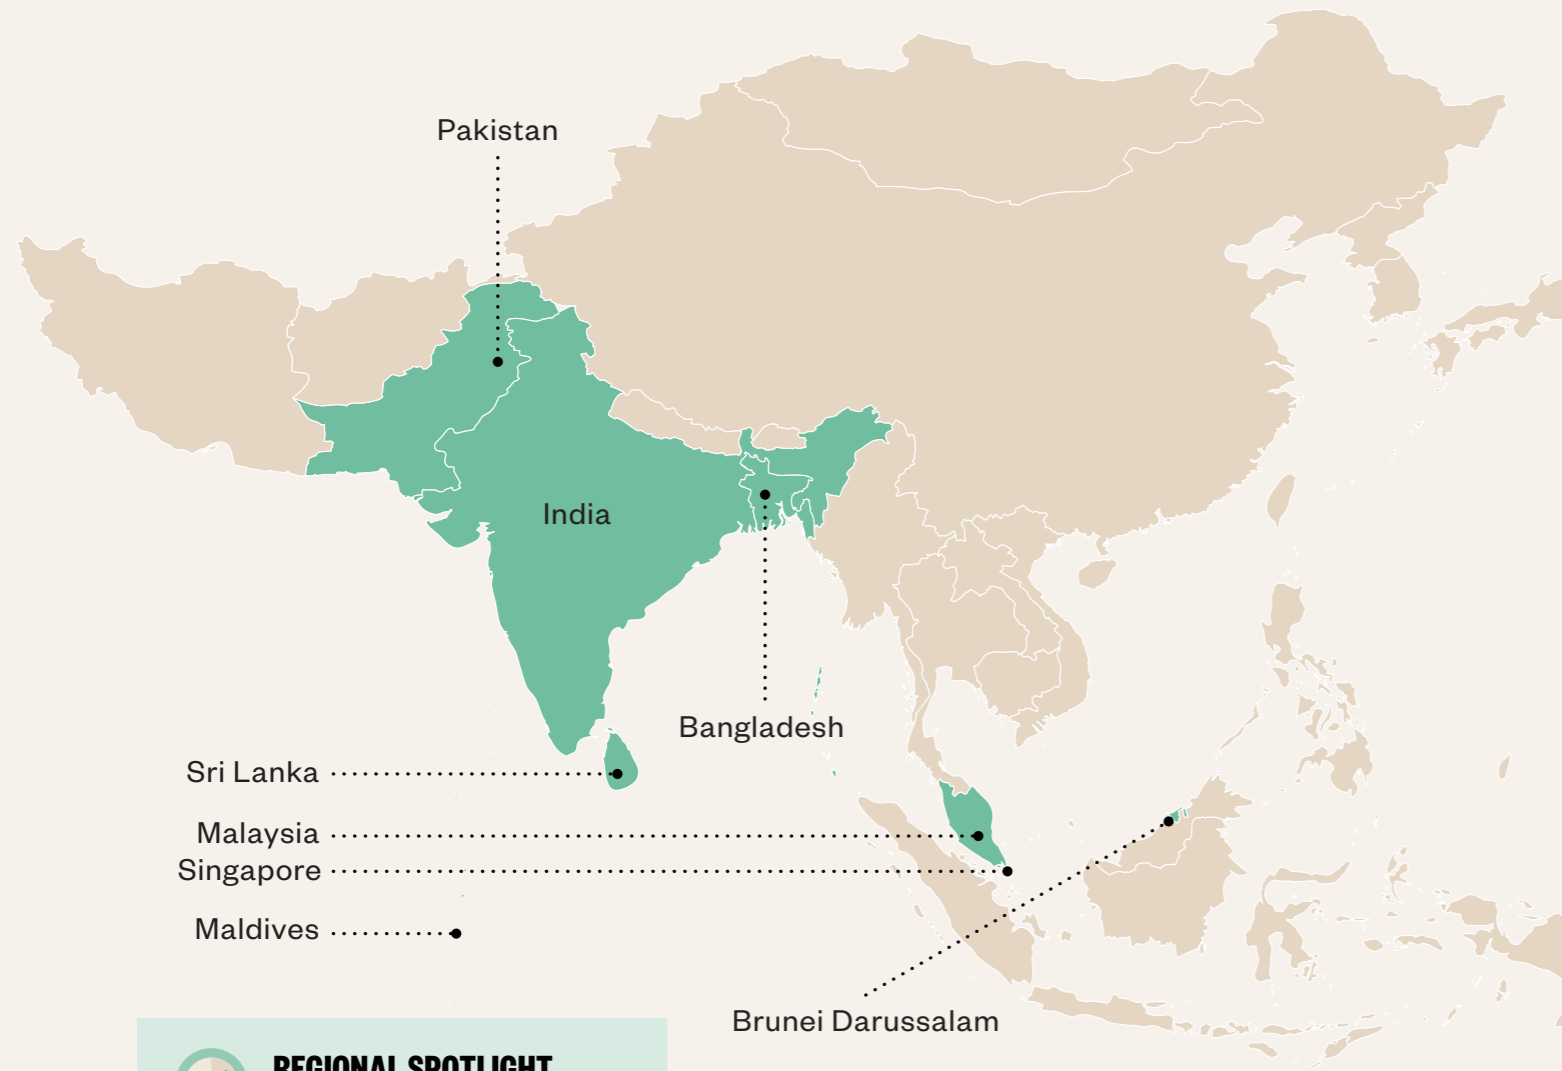 Pakistan
India
Bangladesh
Sri Lanka
Malaysia
Singapore
Maldives
Brunei Darussalam
REGIONAL SPOTLIGHT